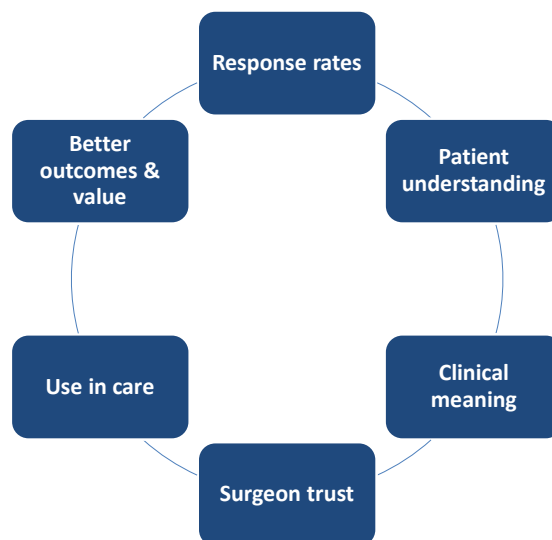 Response rates
Patient
understanding
Clinical
meaning
Surgeon trust
Use in care
Better
outcomes &
value